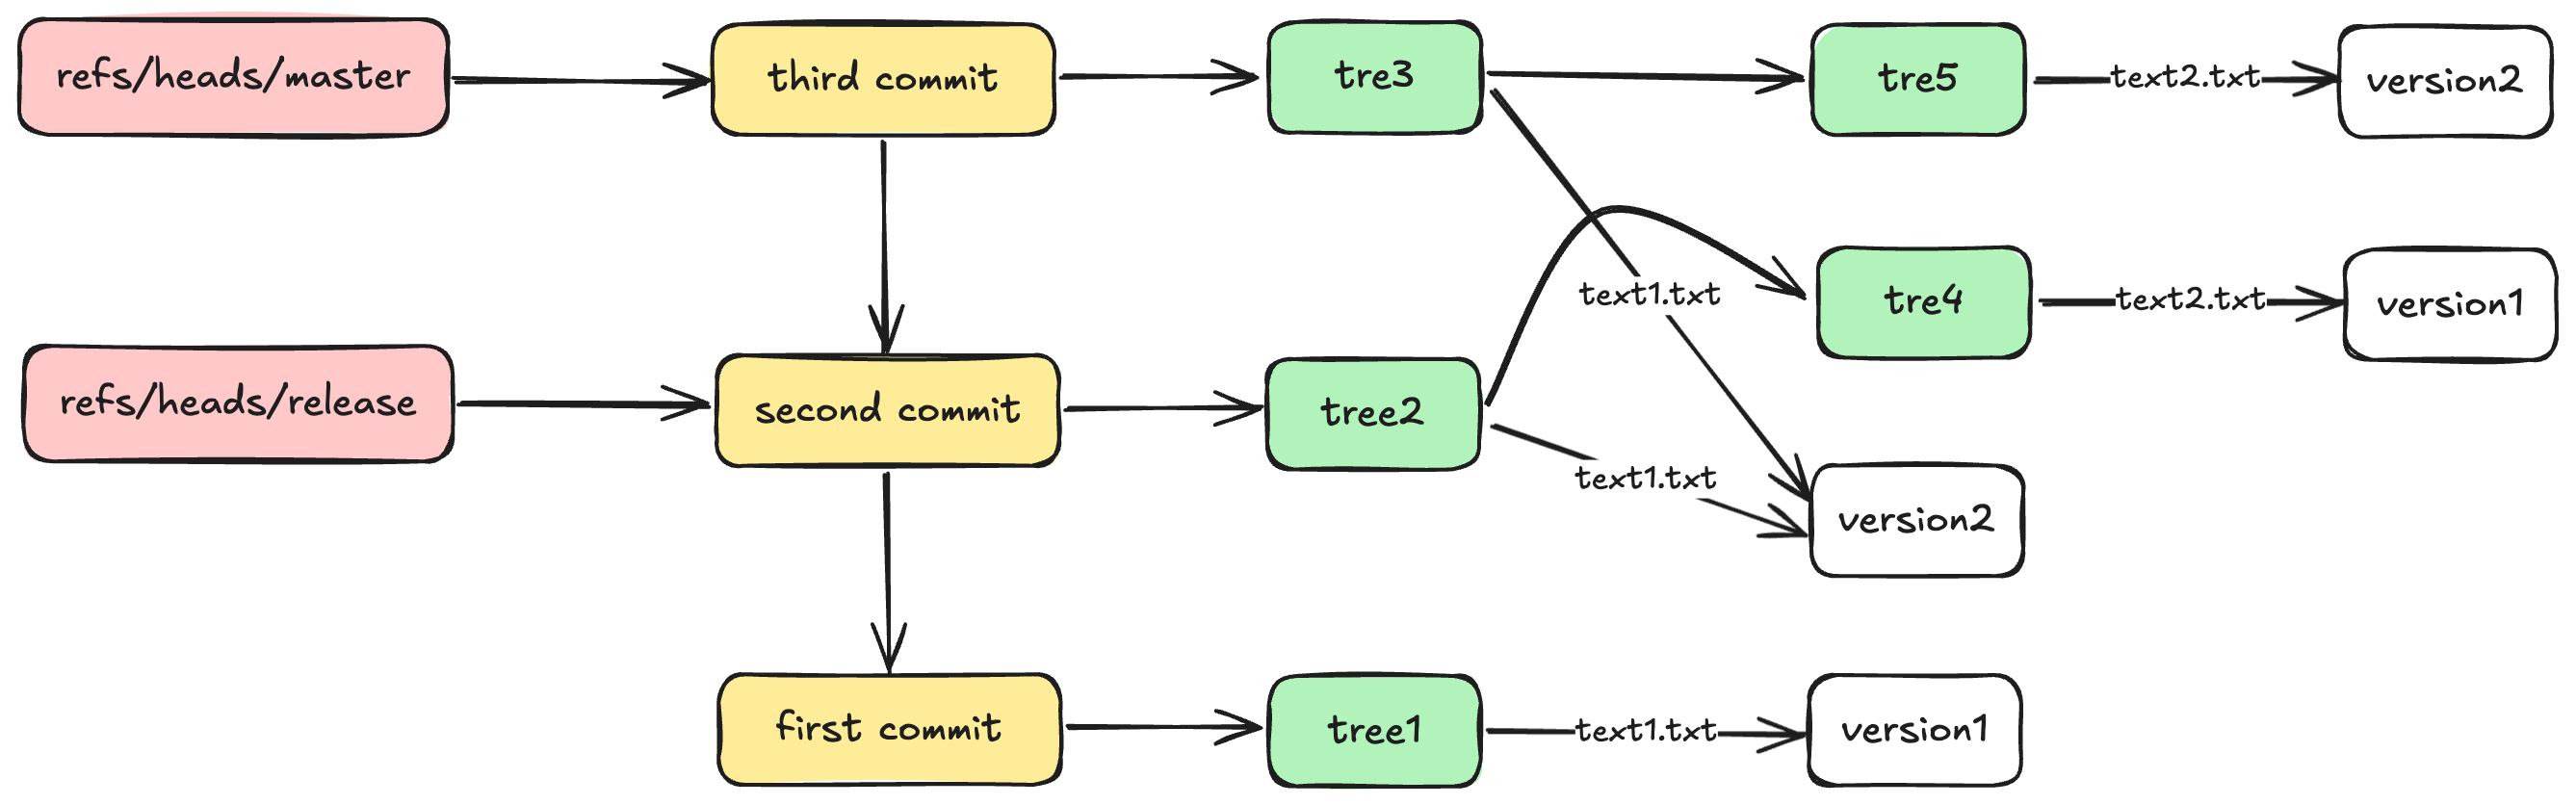 refs/heads/master
third commit
tre3
tre5
text2.txt
version2
text1.txt
tre4
text2.txt
version1
refs/heads/release
second commit
tree2
text1.txt
version2
first commit
tree1
text1.txt
version1